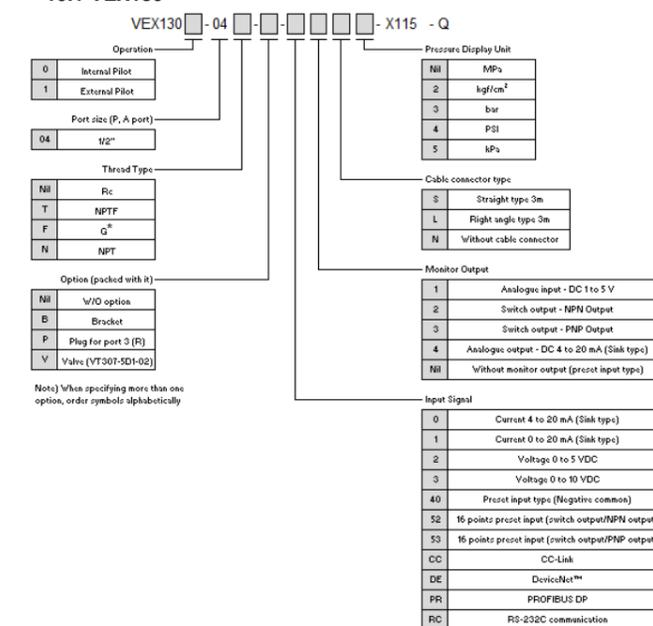 VEX130 - 04 - - - X115 - Q
Operation
0 Internal Pilot
1 External Pilot
Port size (P, A port)
04 1/2"
Thread Type
Nil Rc
T NPTF
F G*
N NPT
Option (packed with it)
Nil W/O option
B Bracket
P Plug for port 3 (R)
V Valve (VT307-5D1-02)
Note) When specifying more than one
option, order symbols alphabetically
Pressure Display Unit
Nil MPa
2 kgf/cm²
3 bar
4 PSI
5 kPa
Cable connector type
S Straight type 3m
L Right angle type 3m
N Without cable connector
Monitor Output
1 Analogue input - DC 1 to 5 V
2 Switch output - NPN Output
3 Switch output - PNP Output
4 Analogue output - DC 4 to 20 mA (Sink type)
Nil Without monitor output (preset input type)
Input Signal
0 Current 4 to 20 mA (Sink type)
1 Current 0 to 20 mA (Sink type)
2 Voltage 0 to 5 VDC
3 Voltage 0 to 10 VDC
40 Preset input type (Negative common)
52 16 points preset input (switch output/NPN output
53 16 points preset input (switch output/PNP output
CC CC-Link
DE DeviceNet™
PR PROFIBUS DP
RC RS-232C communication